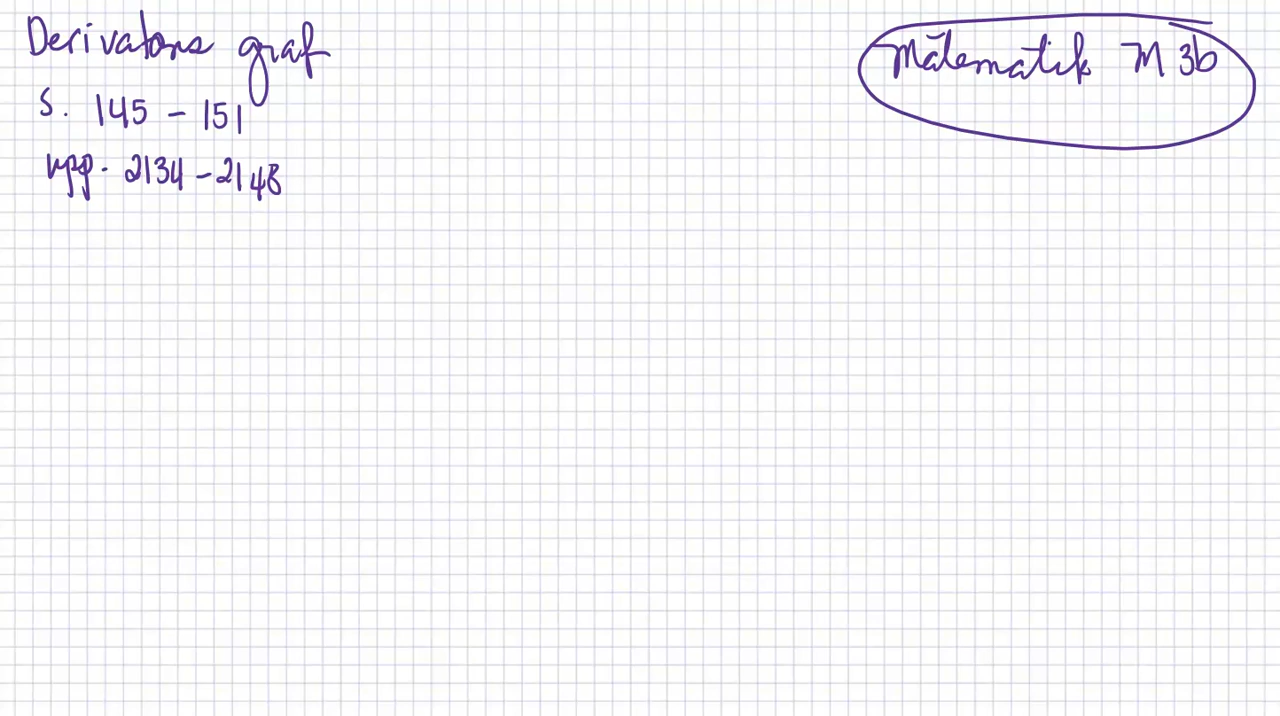 Derivatans graf
s. 145 - 151
upp. 2134 - 2148
Matematik M 3b